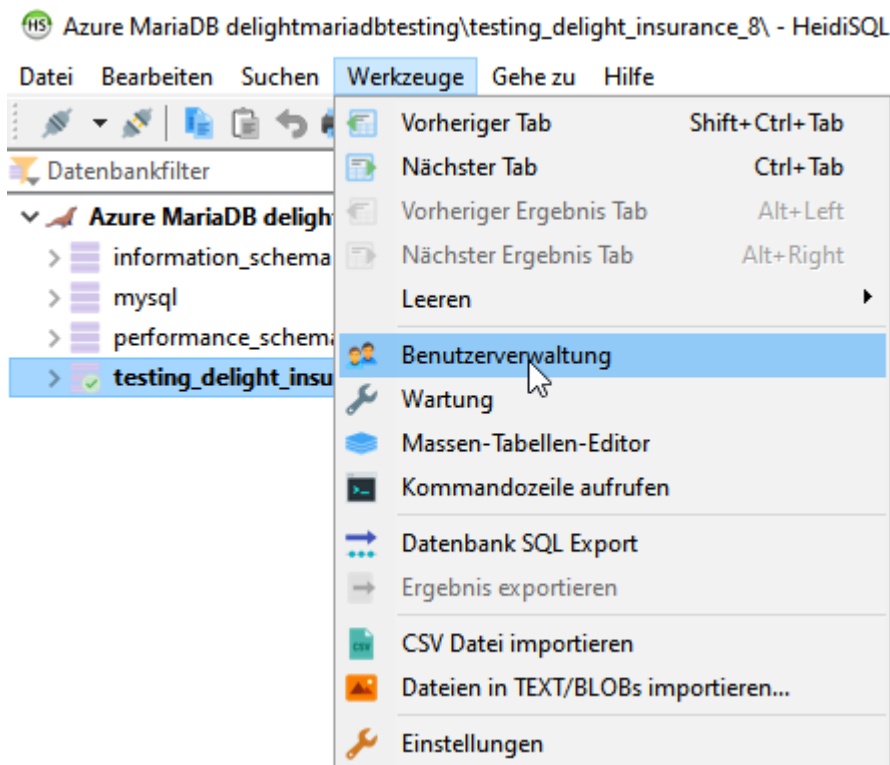 HS Azure MariaDB delightmariadbtesting\testing_delight_insurance_8\ - HeidiSQL
Datei Bearbeiten Suchen Werkzeuge Gehe zu Hilfe
Vorheriger Tab Shift+Ctrl+Tab
Datenbankfilter
Nächster Tab Ctrl+Tab
Azure MariaDB deligh
Vorheriger Ergebnis Tab Alt+Left
information_schema
Nächster Ergebnis Tab Alt+Right
mysql
Leeren
performance_schema
Benutzerverwaltung
testing_delight_insu
Wartung
Massen-Tabellen-Editor
Kommandozeile aufrufen
Datenbank SQL Export
Ergebnis exportieren
CSV CSV Datei importieren
Dateien in TEXT/BLOBs importieren...
Einstellungen